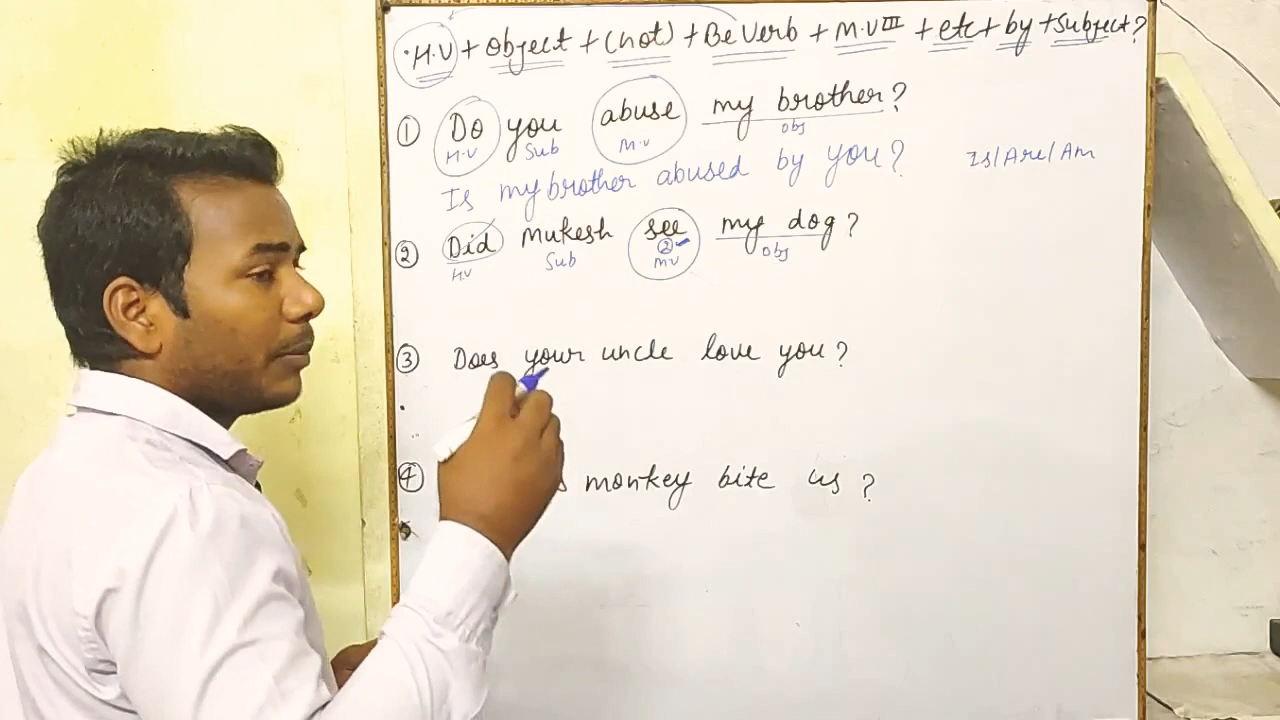 • H.V + object + (not) + Be Verb + M.V III + etc + by + Subject?
① Do you abuse my brother?
H.V Sub M.V obj
Is my brother abused by you? Is/Are/Am
② Did Mukesh see my dog?
② 
H.V Sub MV Obj
③ Does your uncle love you?
④ monkey bite us?